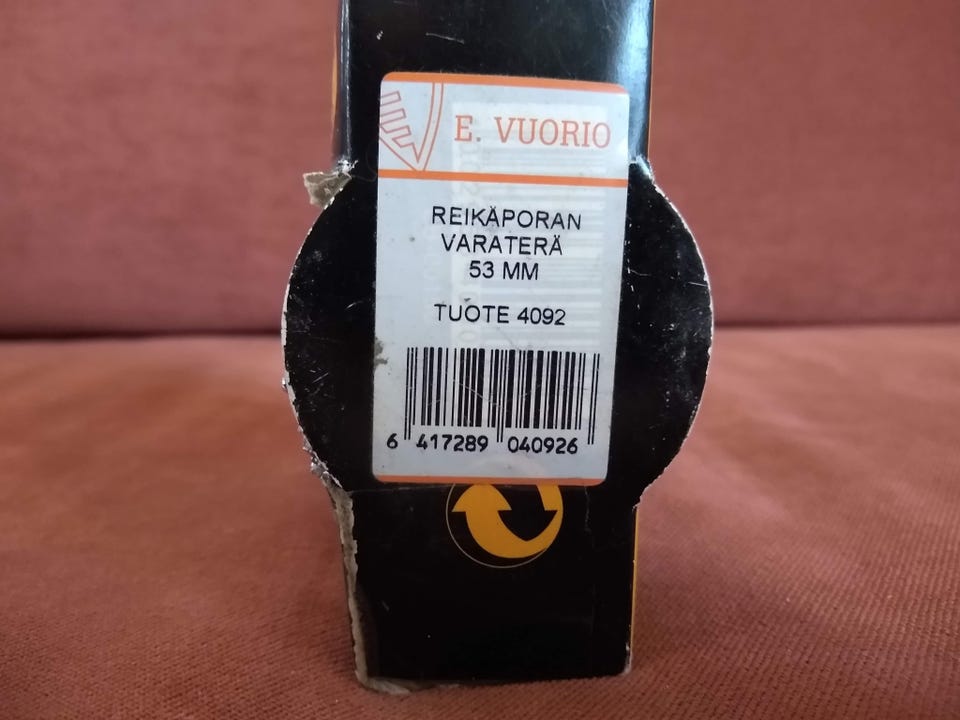 E. VUORIO
REIKÄPORAN
VARATERÄ
53 MM
TUOTE 4092
6 417289 040926